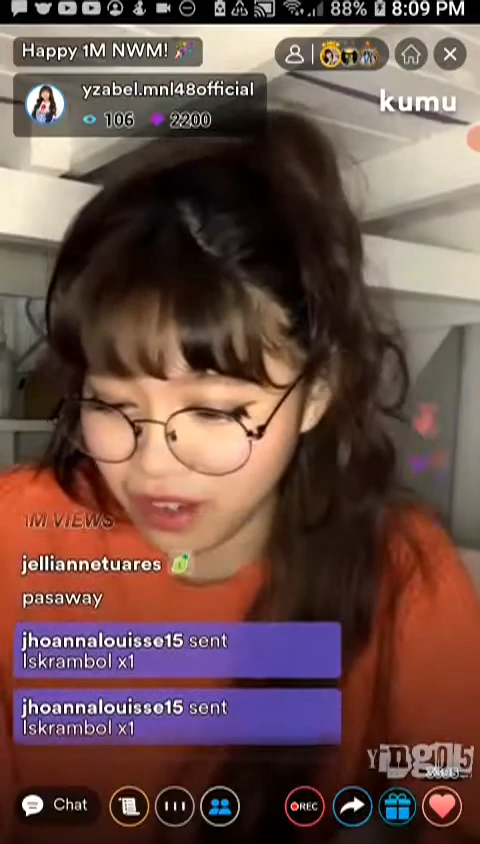 88% 8:09 PM
Happy 1M NWM!
yzabel.mnl48official
106 2200
kumu
1M VIEWS
jelliannetuares
pasaway
jhoannalouisse15 sent
Iskrambol x1
jhoannalouisse15 sent
Iskrambol x1
Chat
REC